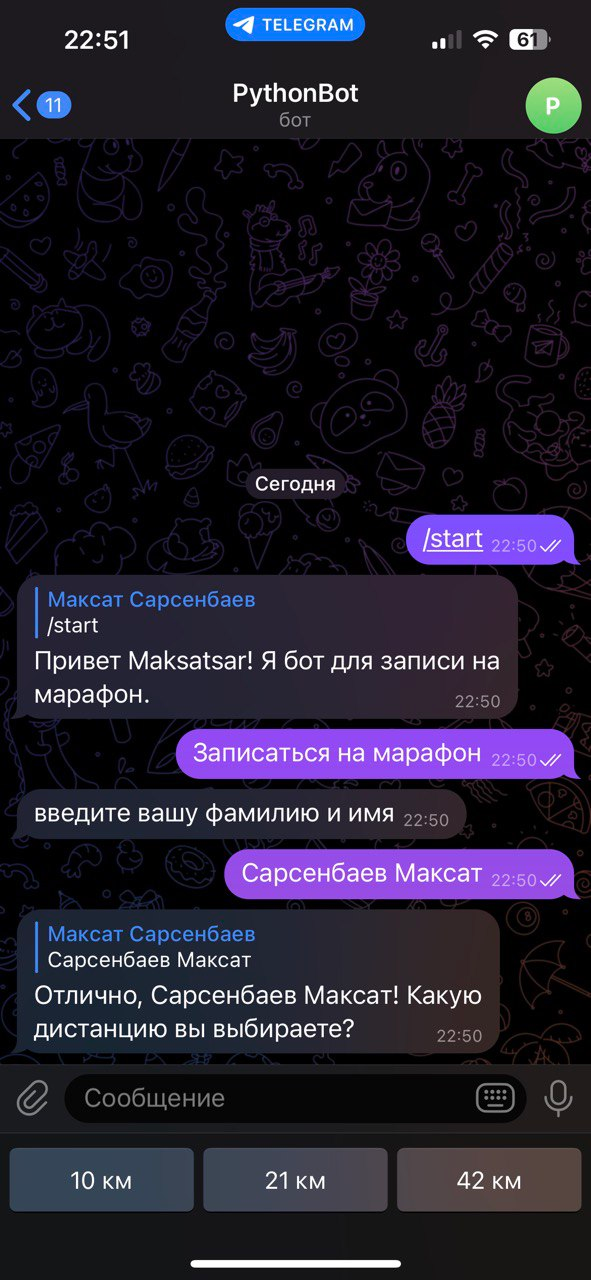 22:51
TELEGRAM
61
11
PythonBot
бот
P
Сегодня
/start 22:50
Максат Сарсенбаев
/start
Привет Maksatsar! Я бот для записи на
марафон. 22:50
Записаться на марафон 22:50
введите вашу фамилию и имя 22:50
Сарсенбаев Максат 22:50
Максат Сарсенбаев
Сарсенбаев Максат
Отлично, Сарсенбаев Максат! Какую
дистанцию вы выбираете? 22:50
Сообщение
10 км 21 км 42 км